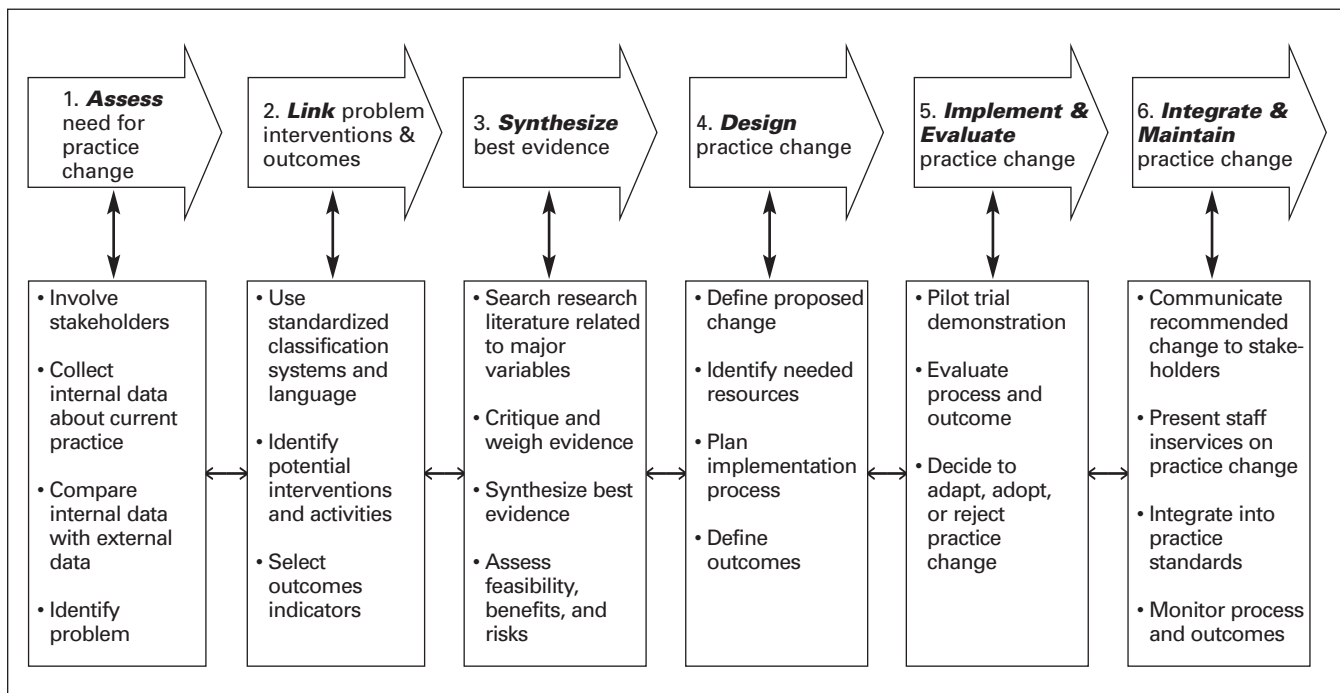 1. Assess
need for
practice
change
2. Link problem
interventions &
outcomes
3. Synthesize
best evidence
4. Design
practice change
5. Implement &
Evaluate
practice change
6. Integrate &
Maintain
practice change
• Involve
stakeholders
• Collect
internal data
about current
practice
• Compare
internal data
with external
data
• Identify
problem
• Use
standardized
classification
systems and
language
• Identify
potential
interventions
and activities
• Select
outcomes
indicators
• Search research
literature related
to major
variables
• Critique and
weigh evidence
• Synthesize best
evidence
• Assess
feasibility,
benefits, and
risks
• Define proposed
change
• Identify needed
resources
• Plan
implementation
process
• Define
outcomes
• Pilot trial
demonstration
• Evaluate
process and
outcome
• Decide to
adapt, adopt,
or reject
practice
change
• Communicate
recommended
change to stake-
holders
• Present staff
inservices on
practice change
• Integrate into
practice
standards
• Monitor process
and outcomes